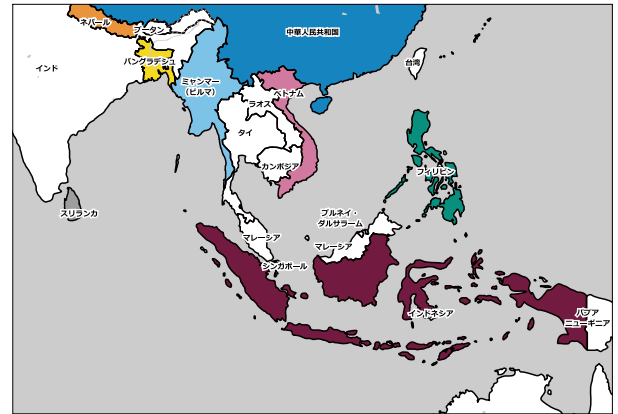 ネパール
ブータン
中華人民共和国
インド
バングラデシュ
台湾
ミャンマー
(ビルマ)
ベトナム
ラオス
タイ
カンボジア
フィリピン
スリランカ
ブルネイ・
ダルサラーム
マレーシア
マレーシア
シンガポール
インドネシア
パプア
ニューギニア